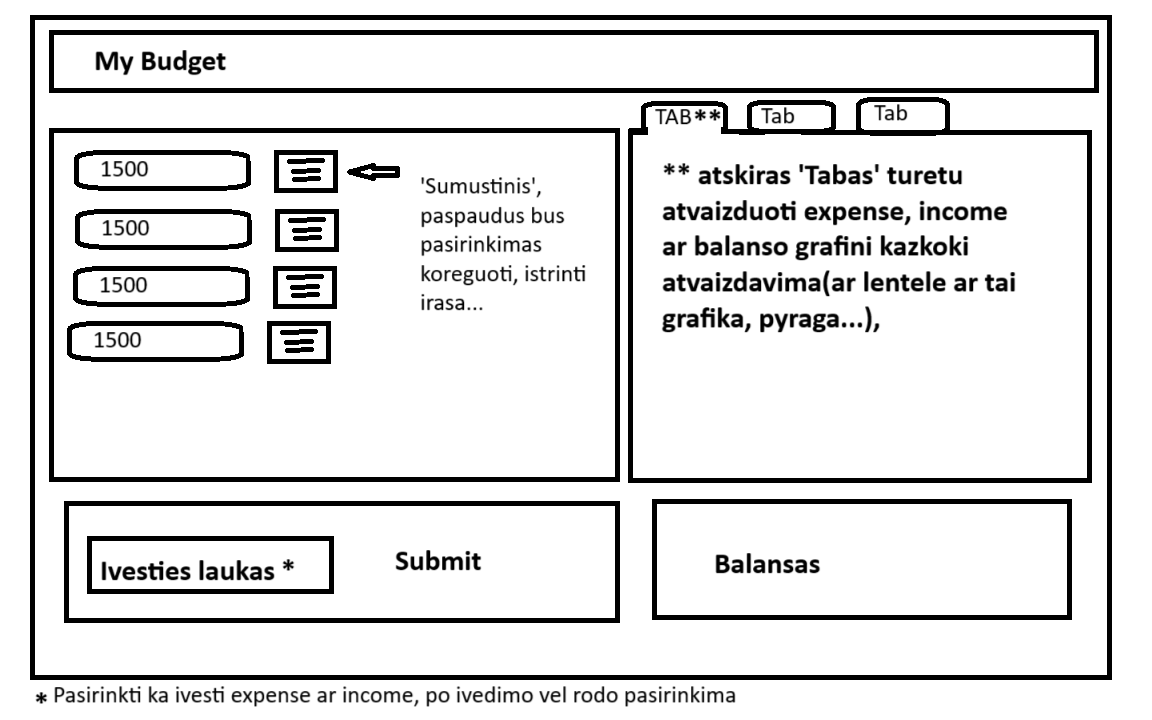 My Budget
TAB**
Tab
Tab
1500
1500
1500
1500
'Sumustinis',
paspaudus bus
pasirinkimas
koreguoti, istrinti
irasa...
** atskiras 'Tabas' turetu
atvaizduoti expense, income
ar balanso grafini kazkoki
atvaizdavima(ar lentele ar tai
grafika, pyraga...),
Ivesties laukas *
Submit
Balansas
* Pasirinkti ka ivesti expense ar income, po ivedimo vel rodo pasirinkima